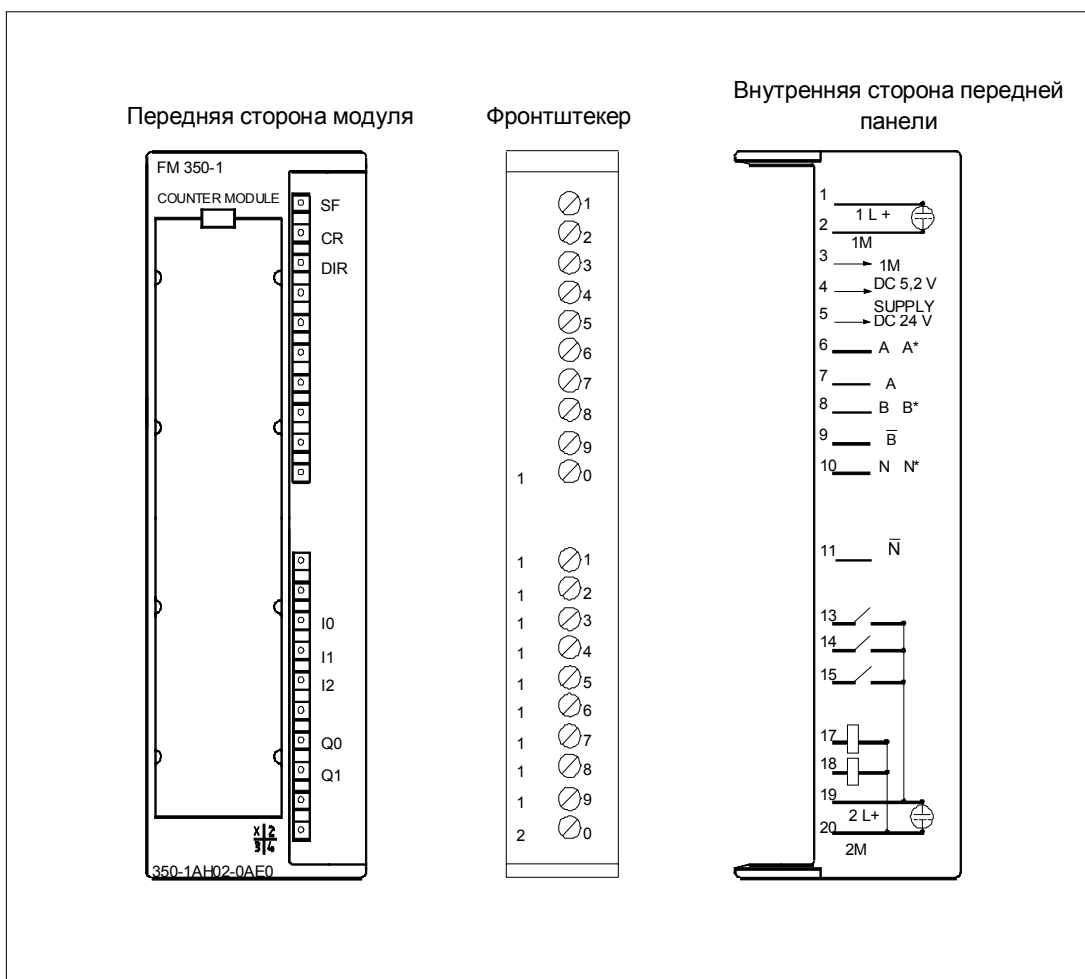 Передняя сторона модуля
Фронтштекер
Внутренняя сторона передней
панели
FM 350-1
COUNTER MODULE
SF
CR
DIR
I0
I1
I2
Q0
Q1
X 2
3 4
350-1AH02-0AE0
1
2
3
4
5
6
7
8
9
1 0
1 1
1 2
1 3
1 4
1 5
1 6
1 7
1 8
1 9
2 0
1
1 L +
2
1M
3 1M
4 DC 5,2 V
SUPPLY
5 DC 24 V
6 A A*
7 A
8 B B*
9 B̅
10 N N*
11 N̅
13
14
15
17
18
19
2 L+
20
2M